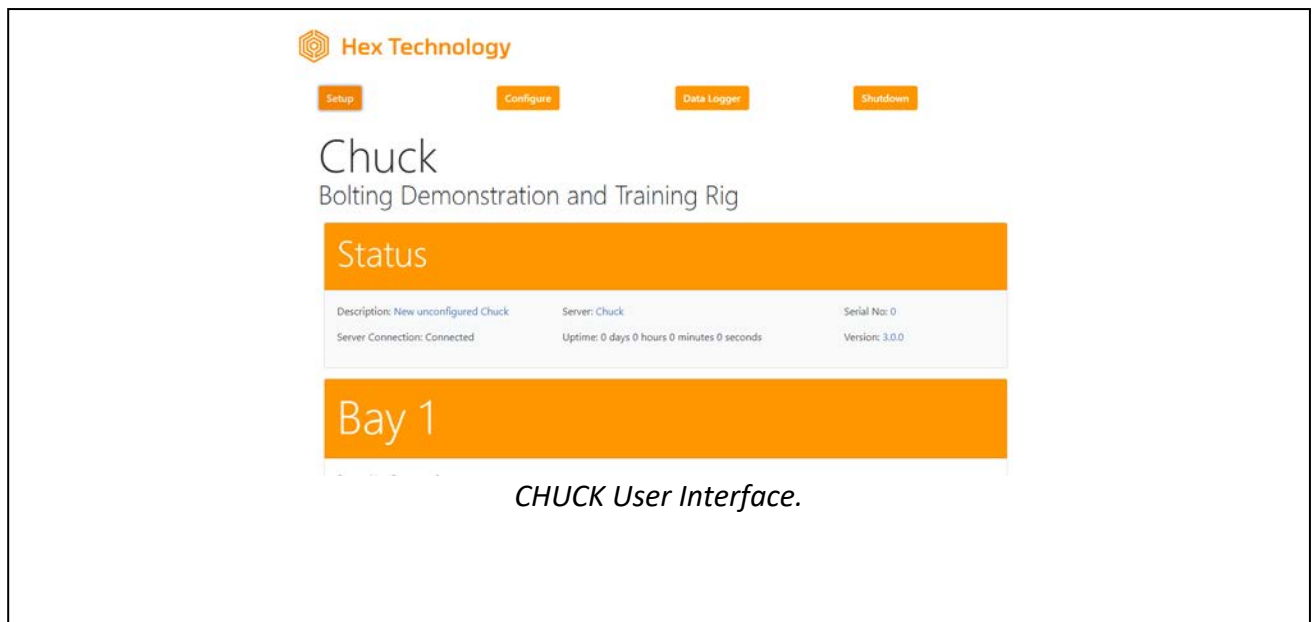 Hex Technology
Setup Configure Data Logger Shutdown
Chuck
Bolting Demonstration and Training Rig
Status
Description: New unconfigured Chuck Server: Chuck Serial No: 0
Server Connection: Connected Uptime: 0 days 0 hours 0 minutes 0 seconds Version: 3.0.0
Bay 1
CHUCK User Interface.